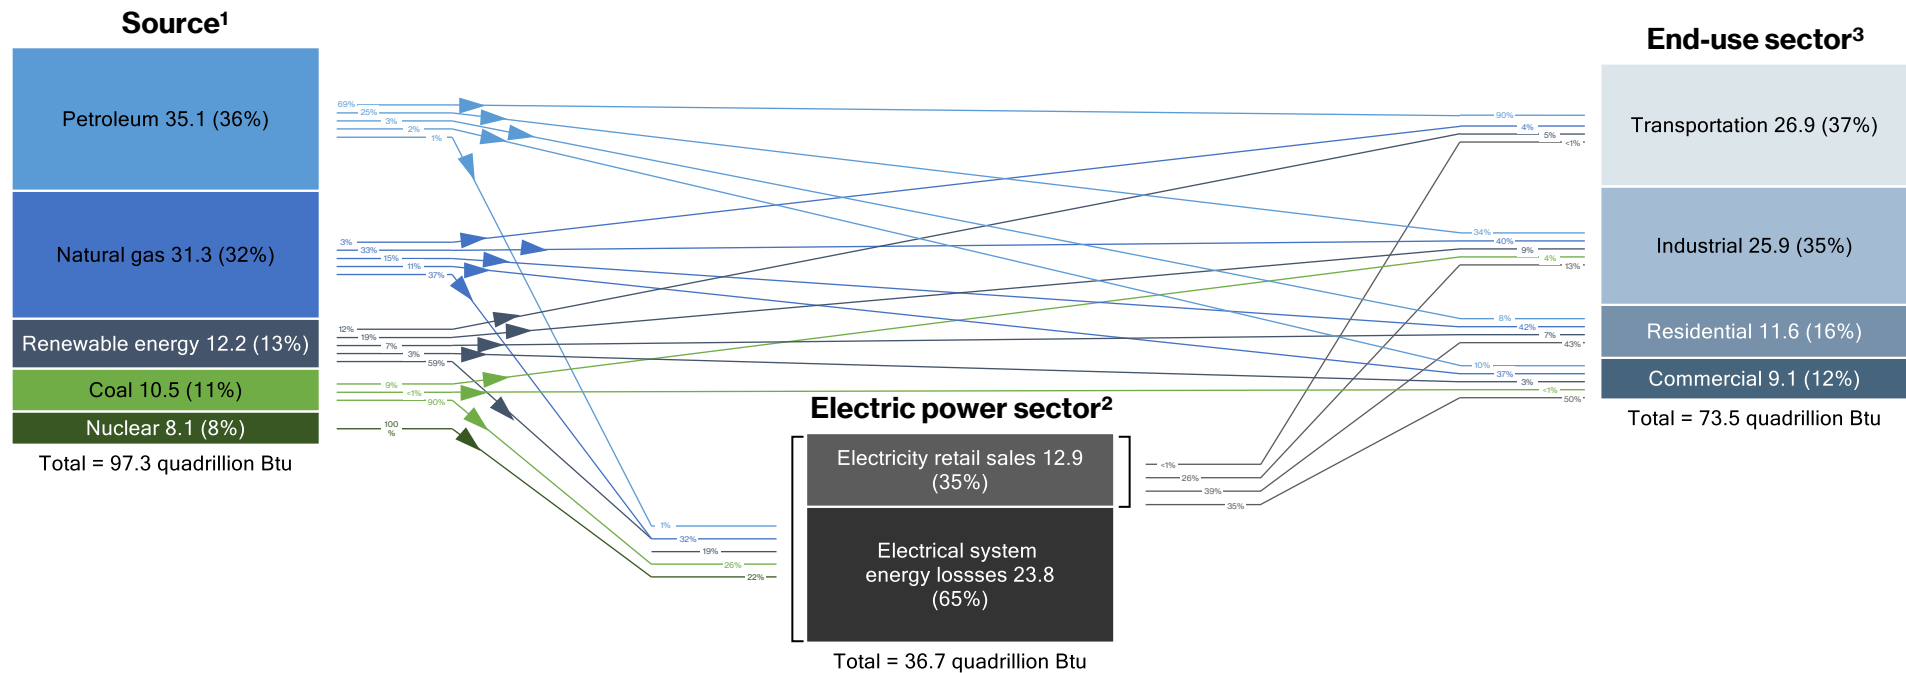 Source¹
Petroleum 35.1 (36%)
Natural gas 31.3 (32%)
Renewable energy 12.2 (13%)
Coal 10.5 (11%)
Nuclear 8.1 (8%)
Total = 97.3 quadrillion Btu
69%
25%
3%
2%
1%
3%
33%
15%
11%
37%
12%
19%
7%
3%
59%
9%
<1%
90%
100
%
1%
32%
19%
26%
22%
Electric power sector²
Electricity retail sales 12.9
(35%)
Electrical system
energy lossses 23.8
(65%)
Total = 36.7 quadrillion Btu
<1%
26%
39%
35%
90%
4%
5%
<1%
34%
40%
9%
4%
13%
8%
42%
7%
43%
10%
37%
3%
<1%
50%
End-use sector³
Transportation 26.9 (37%)
Industrial 25.9 (35%)
Residential 11.6 (16%)
Commercial 9.1 (12%)
Total = 73.5 quadrillion Btu